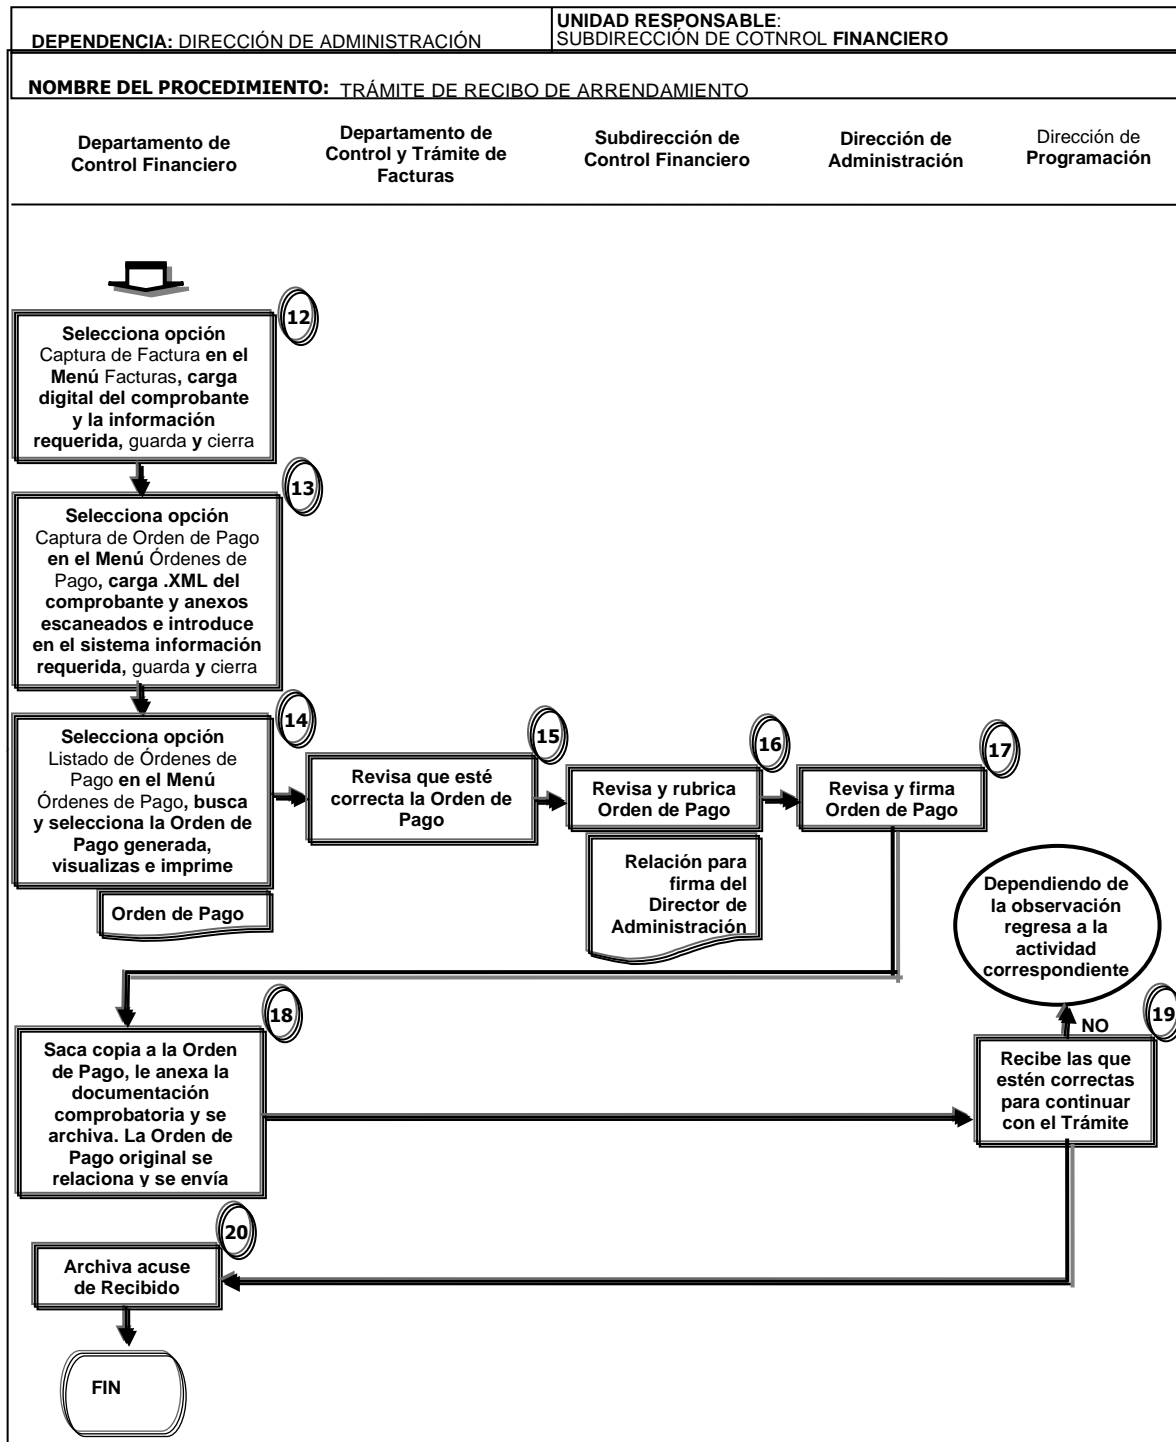 DEPENDENCIA: DIRECCIÓN DE ADMINISTRACIÓN
UNIDAD RESPONSABLE:
SUBDIRECCIÓN DE COTNROL FINANCIERO
NOMBRE DEL PROCEDIMIENTO: TRÁMITE DE RECIBO DE ARRENDAMIENTO
Departamento de
Control Financiero
Departamento de
Control y Trámite de
Facturas
Subdirección de
Control Financiero
Dirección de
Administración
Dirección de
Programación
12
Selecciona opción
Captura de Factura en el
Menú Facturas, carga
digital del comprobante
y la información
requerida, guarda y cierra
13
Selecciona opción
Captura de Orden de Pago
en el Menú Órdenes de
Pago, carga .XML del
comprobante y anexos
escaneados e introduce
en el sistema información
requerida, guarda y cierra
14
Selecciona opción
Listado de Órdenes de
Pago en el Menú
Órdenes de Pago, busca
y selecciona la Orden de
Pago generada,
visualizas e imprime
Orden de Pago
15
Revisa que esté
correcta la Orden de
Pago
16
Revisa y rubrica
Orden de Pago
Relación para
firma del
Director de
Administración
17
Revisa y firma
Orden de Pago
Dependiendo de
la observación
regresa a la
actividad
correspondiente
18
Saca copia a la Orden
de Pago, le anexa la
documentación
comprobatoria y se
archiva. La Orden de
Pago original se
relaciona y se envía
NO
19
Recibe las que
estén correctas
para continuar
con el Trámite
20
Archiva acuse
de Recibido
FIN